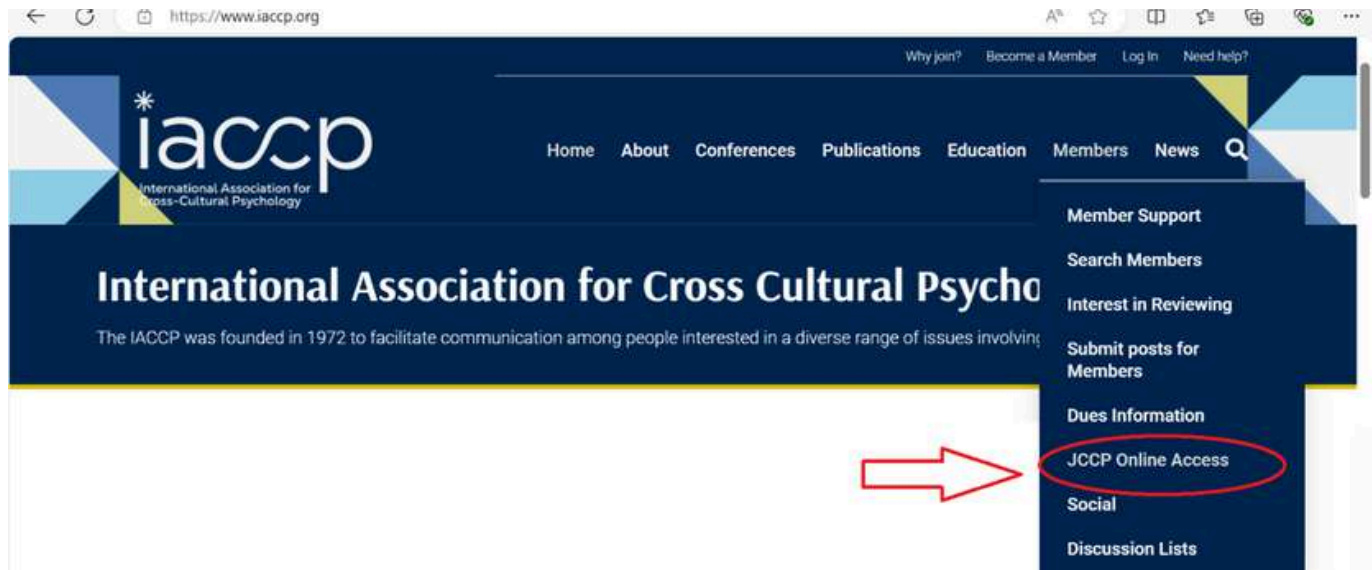 https://www.iaccp.org
Why join? Become a Member Log In Need help?
iaccp
International Association for
Cross-Cultural Psychology
Home About Conferences Publications Education Members News
Member Support
Search Members
Interest in Reviewing
Submit posts for
Members
Dues Information
JCCP Online Access
Social
Discussion Lists
International Association for Cross Cultural Psycho
The IACCP was founded in 1972 to facilitate communication among people interested in a diverse range of issues involving